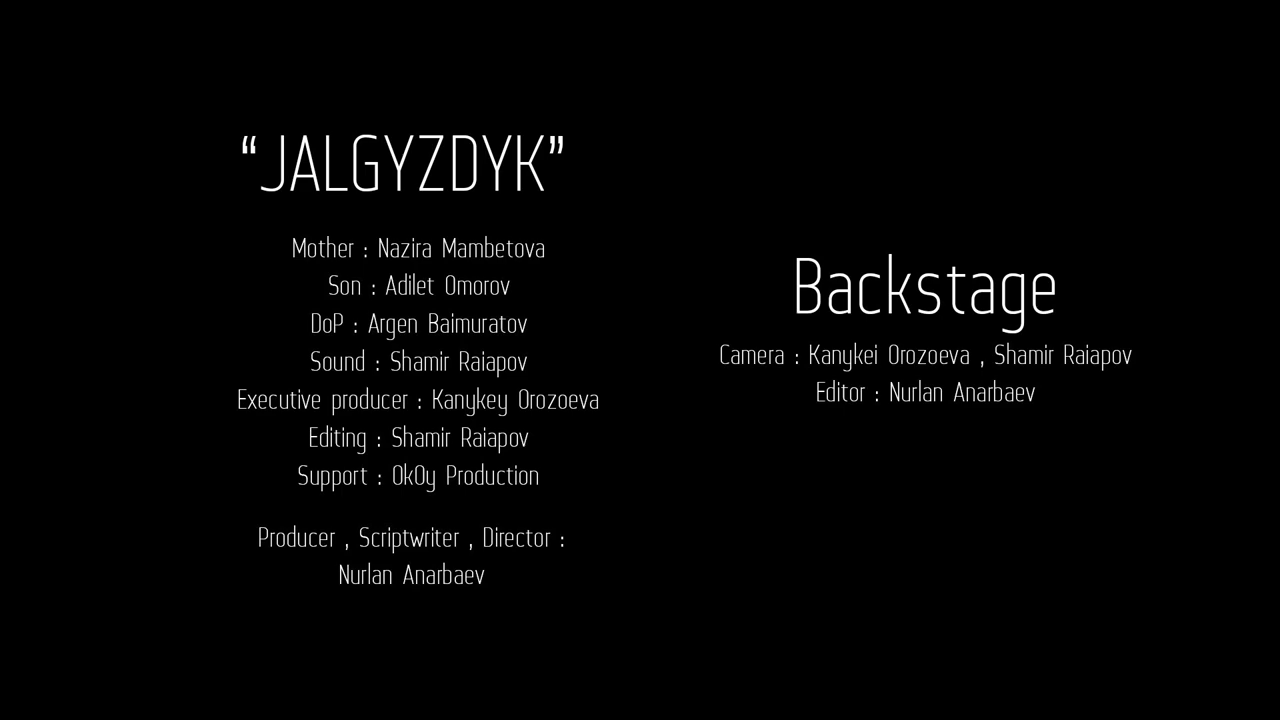 “JALGYZDYK”
Mother : Nazira Mambetova
Son : Adilet Omorov
DoP : Argen Baimuratov
Sound : Shamir Raiapov
Executive producer : Kanykey Orozoeva
Editing : Shamir Raiapov
Support : OkOy Production
Producer , Scriptwriter , Director :
Nurlan Anarbaev
Backstage
Camera : Kanykei Orozoeva , Shamir Raiapov
Editor : Nurlan Anarbaev